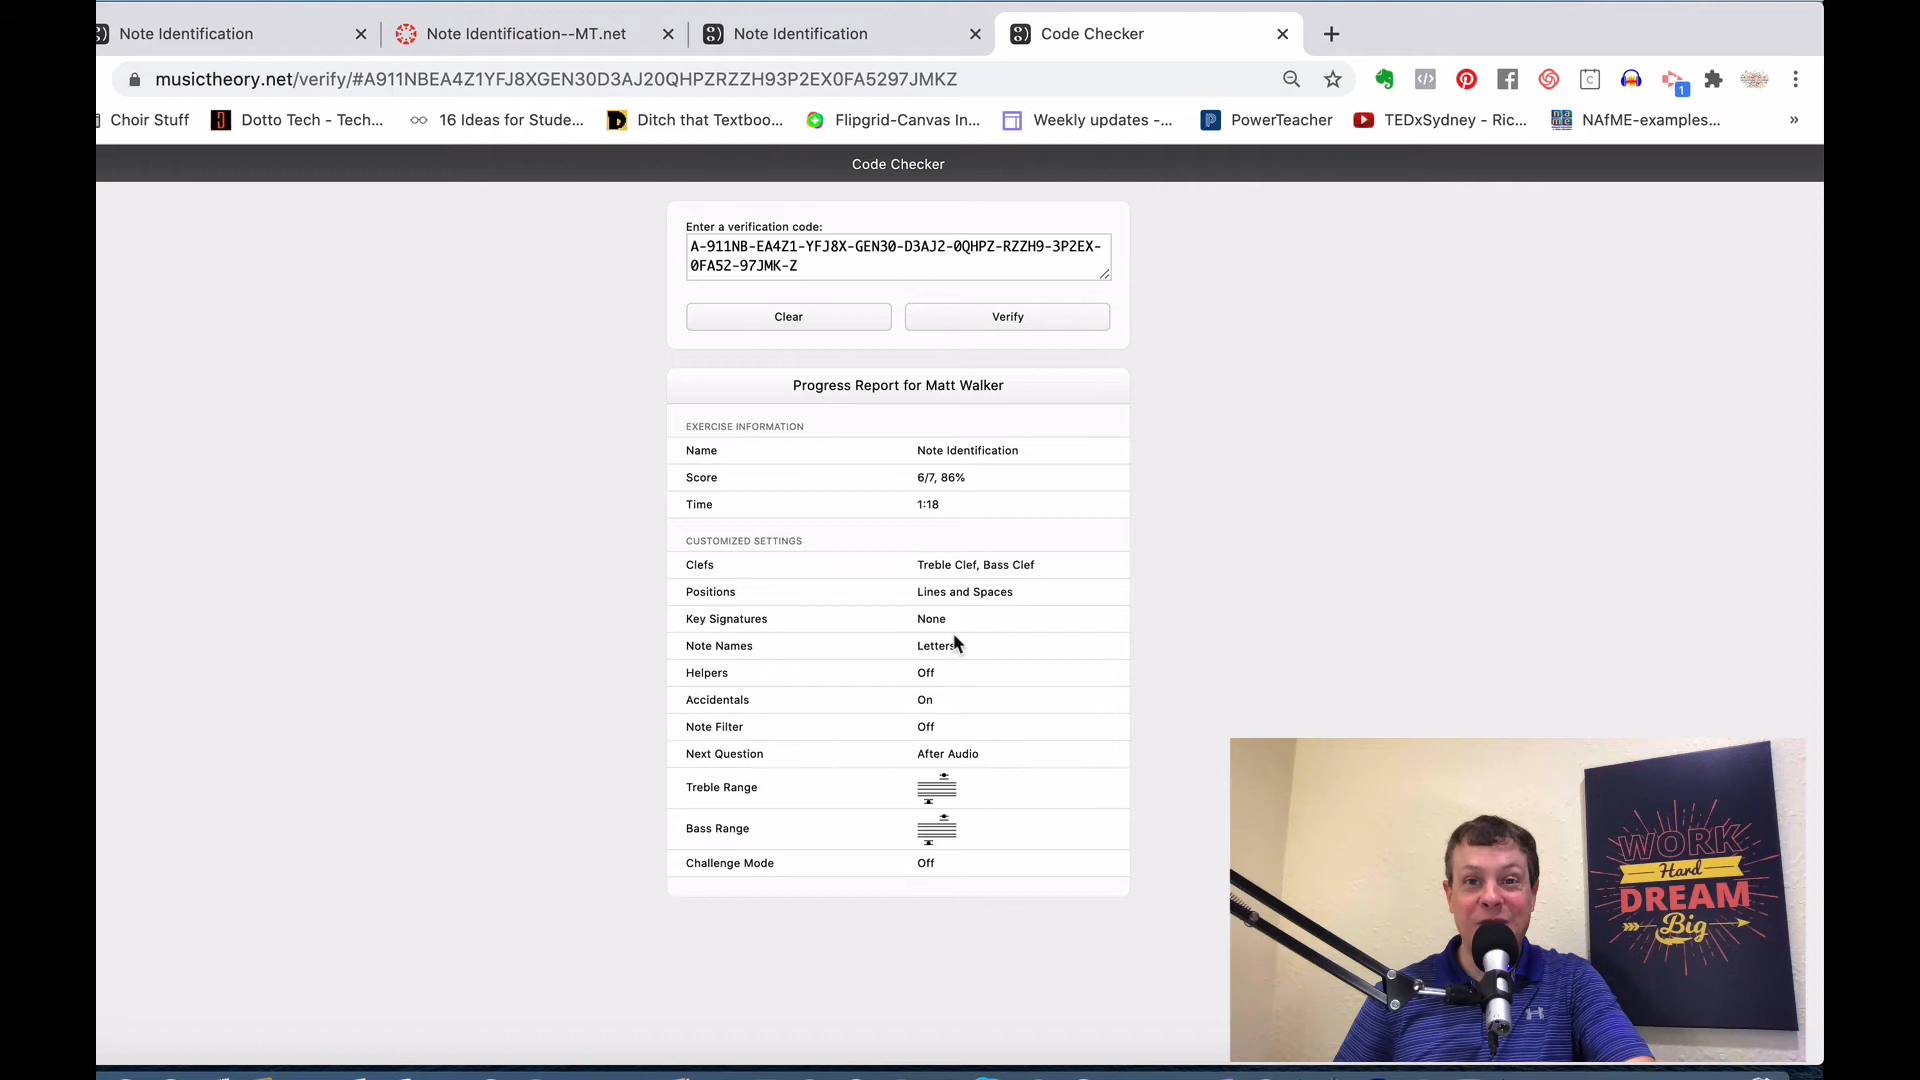 Note Identification
Note Identification--MT.net
Note Identification
Code Checker
musictheory.net/verify/#A911NBEA4Z1YFJ8XGEN30D3AJ20QHPZRZZH93P2EX0FA5297JMKZ
1
Choir Stuff
Dotto Tech - Tech...
16 Ideas for Stude...
Ditch that Textboo...
Flipgrid-Canvas In...
Weekly updates -...
PowerTeacher
TEDxSydney - Ric...
NAfME-examples...
»
Code Checker
Enter a verification code:
A-911NB-EA4Z1-YFJ8X-GEN30-D3AJ2-0QHPZ-RZZH9-3P2EX-
0FA52-97JMK-Z
Clear
Verify
Progress Report for Matt Walker
EXERCISE INFORMATION
Name Note Identification
Score 6/7, 86%
Time 1:18
CUSTOMIZED SETTINGS
Clefs Treble Clef, Bass Clef
Positions Lines and Spaces
Key Signatures None
Note Names Letters
Helpers Off
Accidentals On
Note Filter Off
Next Question After Audio
Treble Range
Bass Range
Challenge Mode Off
WORK
Hard
DREAM
Big